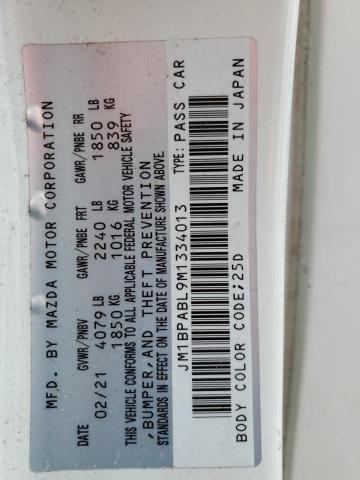 MFD. BY MAZDA MOTOR CORPORATION
DATE GVWR/PNBV GAWR/PNBE FRT GAWR/PNBE RR
02/21 4079LB 2240 LB 1850 LB
1850 KG 1016 KG 839 KG
THIS VEHICLE CONFORMS TO ALL APPLICABLE FEDERAL MOTOR VEHICLE SAFETY
,BUMPER,AND THEFT PREVENTION
STANDARDS IN EFFECT ON THE DATE OF MANUFACTURE SHOWN ABOVE.
JM1BPABL9M1334013 TYPE: PASS CAR
BODY COLOR CODE;25D MADE IN JAPAN